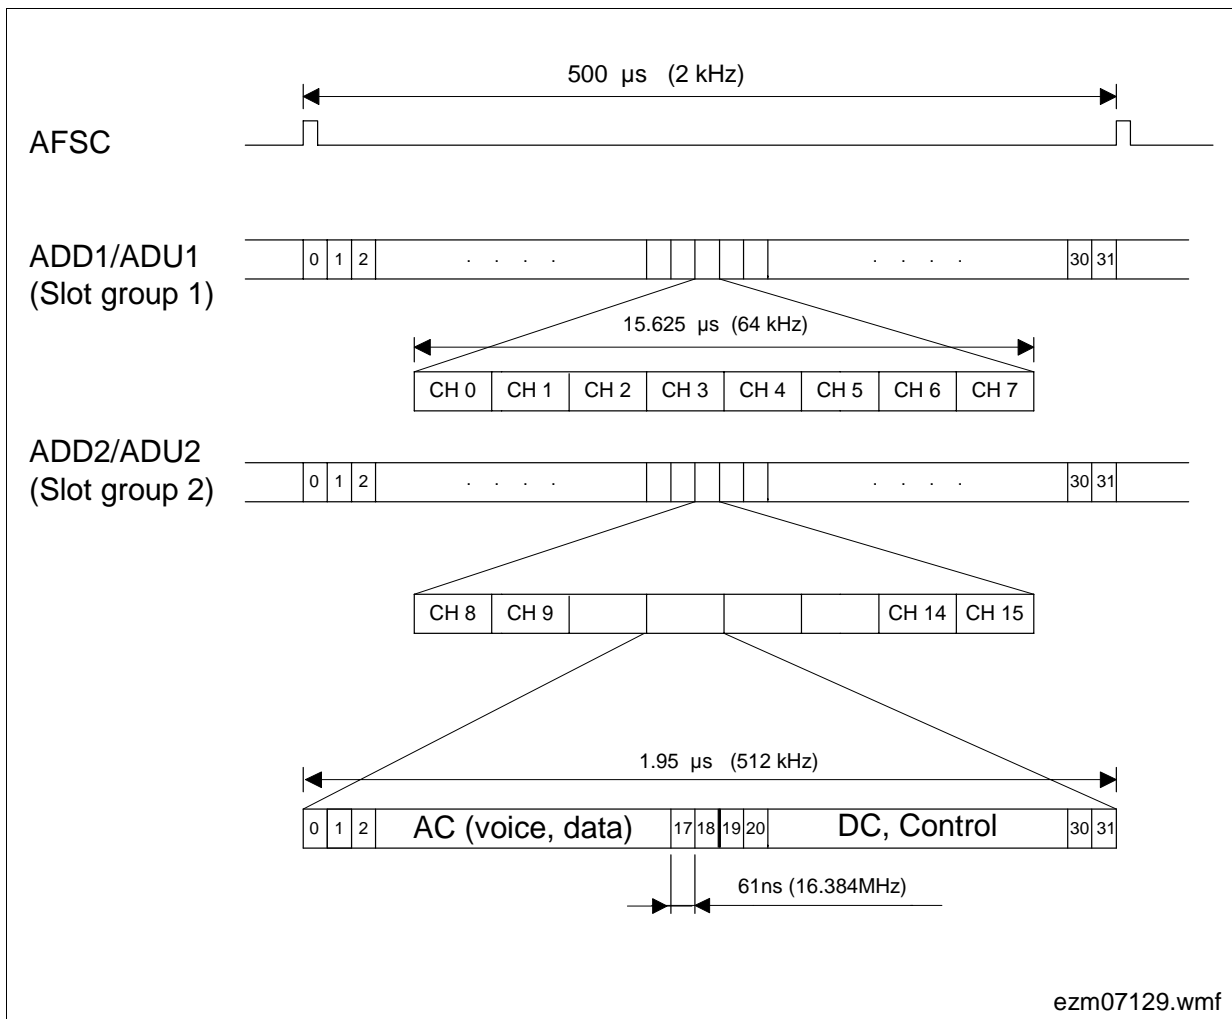 500 µs (2 kHz)
AFSC
ADD1/ADU1
(Slot group 1)
0 1 2 . . . . . . . . 30 31
15.625 µs (64 kHz)
CH 0 CH 1 CH 2 CH 3 CH 4 CH 5 CH 6 CH 7
ADD2/ADU2
(Slot group 2)
0 1 2 . . . . . . . . 30 31
CH 8 CH 9 CH 14 CH 15
1.95 µs (512 kHz)
0 1 2 AC (voice, data) 17 18 19 20 DC, Control 30 31
61ns (16.384MHz)
ezm07129.wmf